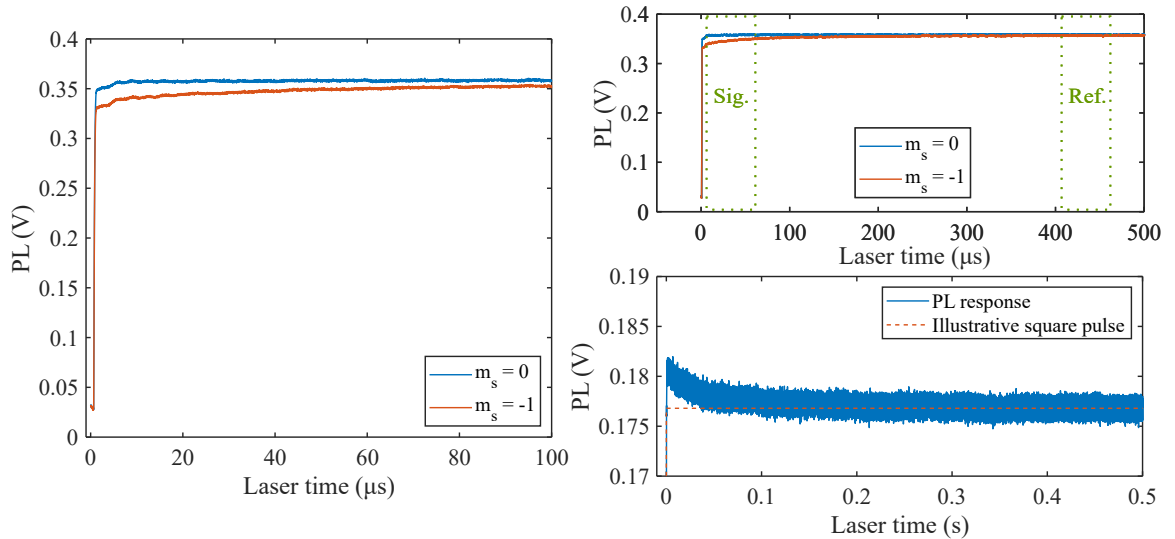 PL (V)
0.4
0.35
0.3
0.25
0.2
0.15
0.1
0.05
0
m_s = 0
m_s = -1
0 20 40 60 80 100
Laser time (μs)
PL (V)
0.4
0.3
0.2
0.1
0
Sig.
Ref.
m_s = 0
m_s = -1
0 100 200 300 400 500
Laser time (μs)
PL (V)
0.19
0.185
0.18
0.175
0.17
PL response
Illustrative square pulse
0 0.1 0.2 0.3 0.4 0.5
Laser time (s)